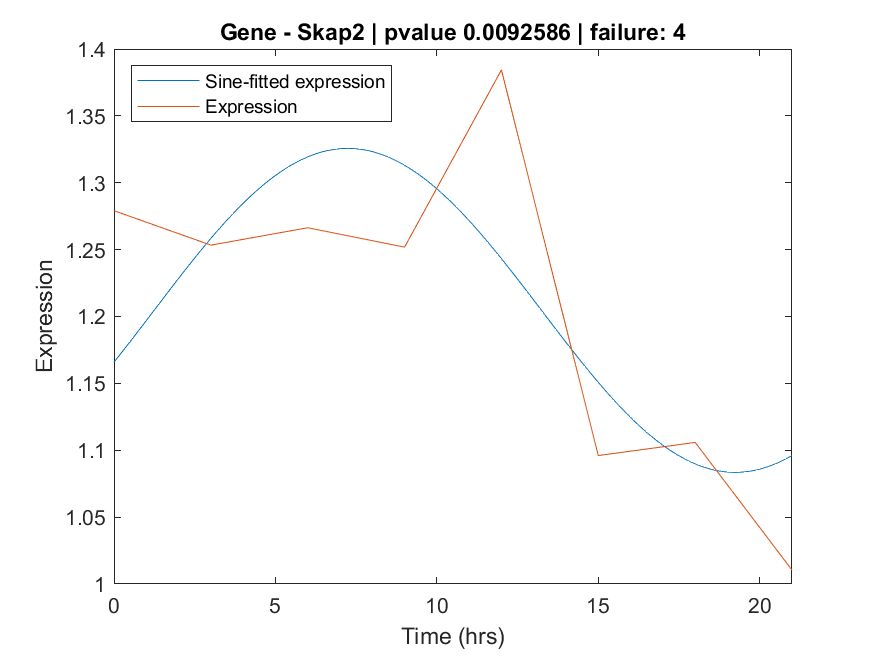 Gene - Skap2 | pvalue 0.0092586 | failure: 4
Sine-fitted expression
Expression
1.4
1.35
1.3
1.25
1.2
1.15
1.1
1.05
1
Expression
0 5 10 15 20
Time (hrs)